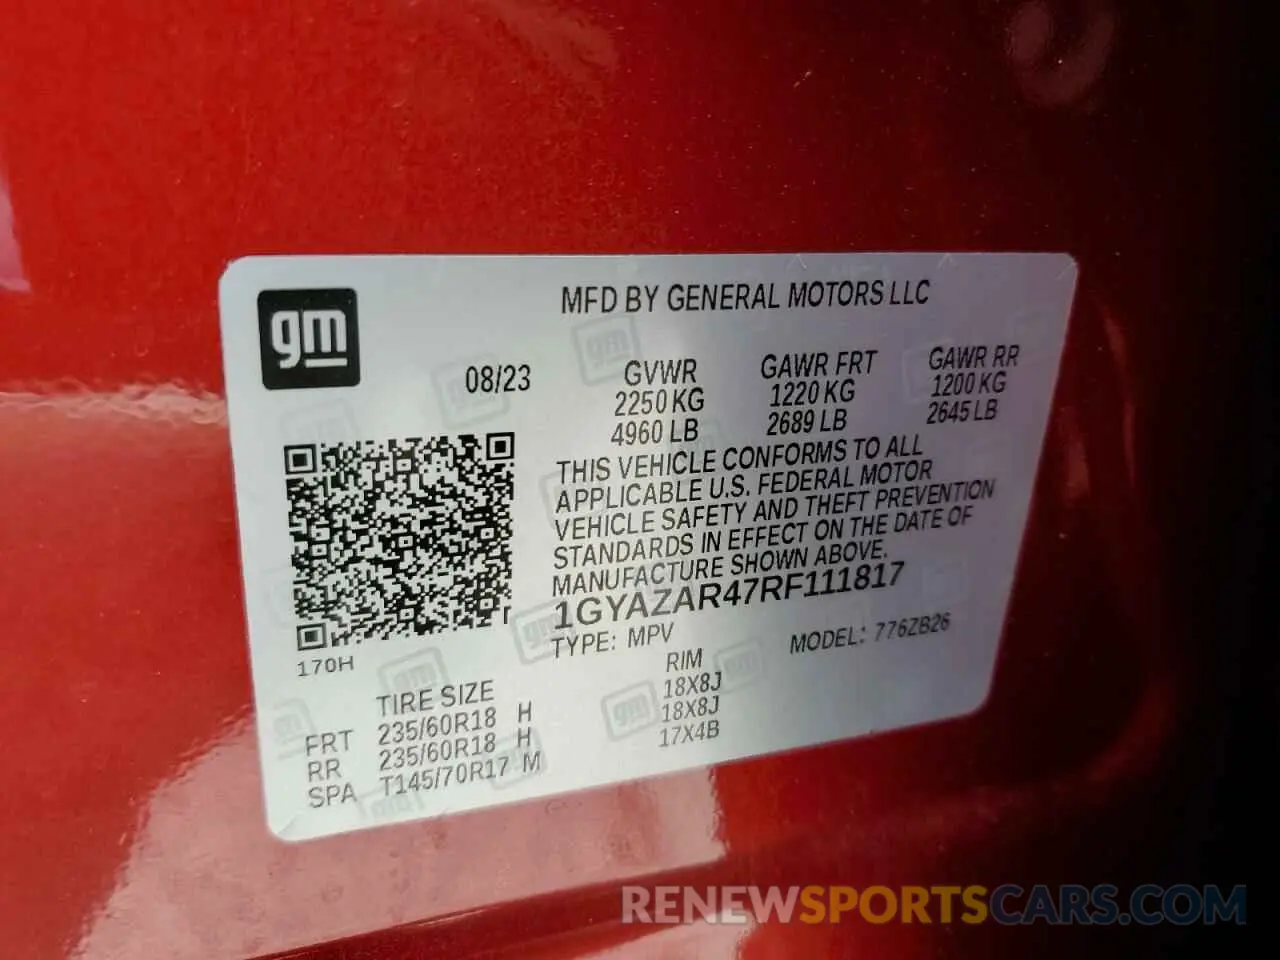 gm
MFD BY GENERAL MOTORS LLC
08/23
GVWR GAWR FRT GAWR RR
2250 KG 1220 KG 1200 KG
4960 LB 2689 LB 2645 LB
THIS VEHICLE CONFORMS TO ALL
APPLICABLE U.S. FEDERAL MOTOR
VEHICLE SAFETY AND THEFT PREVENTION
STANDARDS IN EFFECT ON THE DATE OF
MANUFACTURE SHOWN ABOVE.
1GYAZAR47RF111817
TYPE: MPV MODEL: 776ZB26
170H
TIRE SIZE RIM
FRT 235/60R18 H 18X8J
RR 235/60R18 H 18X8J
SPA T145/70R17 M 17X4B
RENEWSPORTSCARS.COM